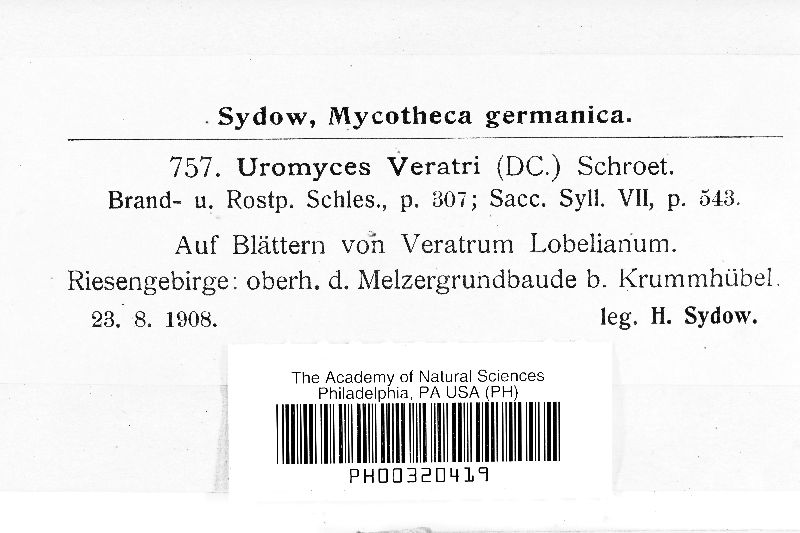 Sydow, Mycotheca germanica.
757. Uromyces Veratri (DC.) Schroet.
Brand- u. Rostp. Schles., p. 307; Sacc. Syll. VII, p. 543.
Auf Blättern von Veratrum Lobelianum.
Riesengebirge: oberh. d. Melzergrundbaude b. Krummhübel.
23. 8. 1908. leg. H. Sydow.
The Academy of Natural Sciences
Philadelphia, PA USA (PH)
PH00320419